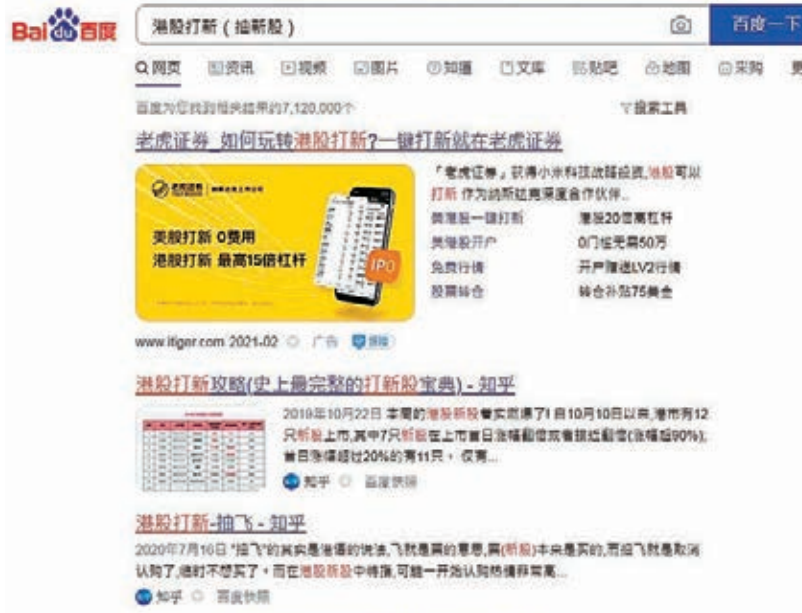 Bai du 百度
港股打新（抽新股）
百度一下
网页 资讯 视频 图片 知道 文库 贴吧 地图 采购 更
百度为您找到相关结果约7,120,000个
搜索工具
老虎证券_如何玩转港股打新?一键打新就在老虎证券
老虎证券
美股打新 0费用
港股打新 最高15倍杠杆
IPO
「老虎证券」获得小米科技战略投资,港股可以
打新 作为纳斯达克深度合作伙伴...
美港股一键打新 港股20倍高杠杆
美港股开户 0门槛无需50万
免费行情 开户赠送LV2行情
股票转仓 转仓补贴75美金
www.itiger.com 2021-02 广告 保障
港股打新攻略(史上最完整的打新股宝典) - 知乎
2019年10月22日 本周的港股新股着实燃爆了! 自10月10日以来,港市有12
只新股上市,其中7只新股在上市首日涨幅翻倍或者接近翻倍(涨幅超90%);
首日涨幅超过20%的有11只。仅有...
知乎 百度快照
港股打新-抽飞 - 知乎
2020年7月16日 "抽飞"的其实是港语的说法,飞就是票的意思,票(新股)本来是买的,而抽飞就是取消
认购了,临时不想买了。而在港股新股中特指,可能一开始认购热情非常高...
知乎 百度快照